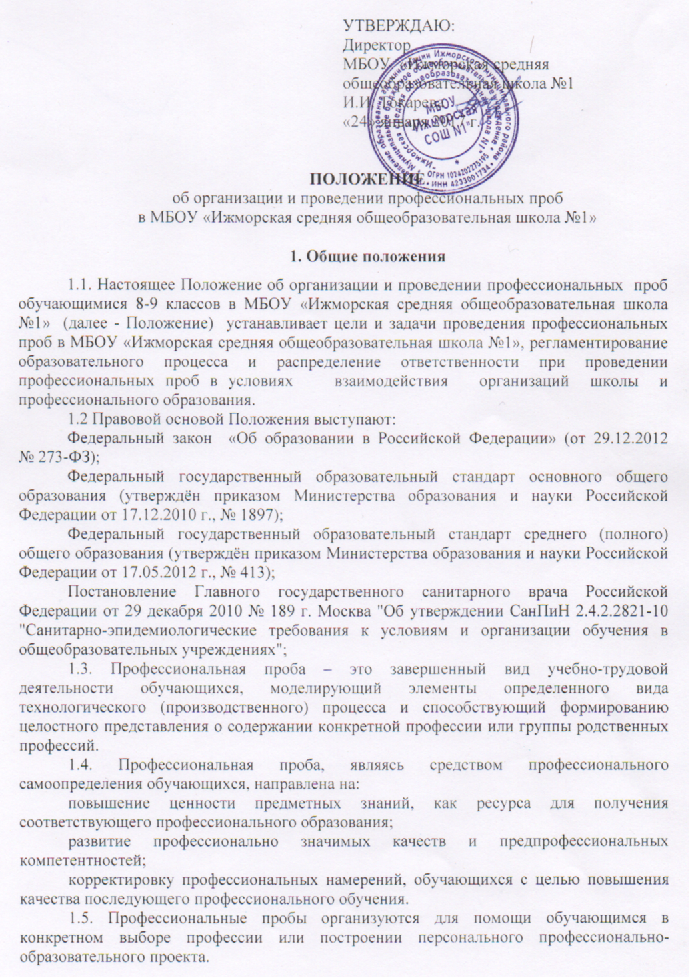 УТВЕРЖДАЮ:
Директор
МБОУ «Ижморская средняя
общеобразовательная школа №1
И.И.
«24» января г.
МБОУ
«Ижморская
СОШ №1»
ОГРН 1024202275195
ИНН 4233001734
ПОЛОЖЕНИЕ
об организации и проведении профессиональных проб
в МБОУ «Ижморская средняя общеобразовательная школа №1»
1. Общие положения
1.1. Настоящее Положение об организации и проведении профессиональных проб
обучающимися 8-9 классов в МБОУ «Ижморская средняя общеобразовательная школа
№1» (далее - Положение) устанавливает цели и задачи проведения профессиональных
проб в МБОУ «Ижморская средняя общеобразовательная школа №1», регламентирование
образовательного процесса и распределение ответственности при проведении
профессиональных проб в условиях взаимодействия организаций школы и
профессионального образования.
1.2 Правовой основой Положения выступают:
Федеральный закон «Об образовании в Российской Федерации» (от 29.12.2012
№ 273-ФЗ);
Федеральный государственный образовательный стандарт основного общего
образования (утверждён приказом Министерства образования и науки Российской
Федерации от 17.12.2010 г., № 1897);
Федеральный государственный образовательный стандарт среднего (полного)
общего образования (утверждён приказом Министерства образования и науки Российской
Федерации от 17.05.2012 г., № 413);
Постановление Главного государственного санитарного врача Российской
Федерации от 29 декабря 2010 № 189 г. Москва "Об утверждении СанПиН 2.4.2.2821-10
"Санитарно-эпидемиологические требования к условиям и организации обучения в
общеобразовательных учреждениях";
1.3. Профессиональная проба – это завершенный вид учебно-трудовой
деятельности обучающихся, моделирующий элементы определенного вида
технологического (производственного) процесса и способствующий формированию
целостного представления о содержании конкретной профессии или группы родственных
профессий.
1.4. Профессиональная проба, являясь средством профессионального
самоопределения обучающихся, направлена на:
повышение ценности предметных знаний, как ресурса для получения
соответствующего профессионального образования;
развитие профессионально значимых качеств и предпрофессиональных
компетентностей;
корректировку профессиональных намерений, обучающихся с целью повышения
качества последующего профессионального обучения.
1.5. Профессиональные пробы организуются для помощи обучающимся в
конкретном выборе профессии или построении персонального профессионально-
образовательного проекта.